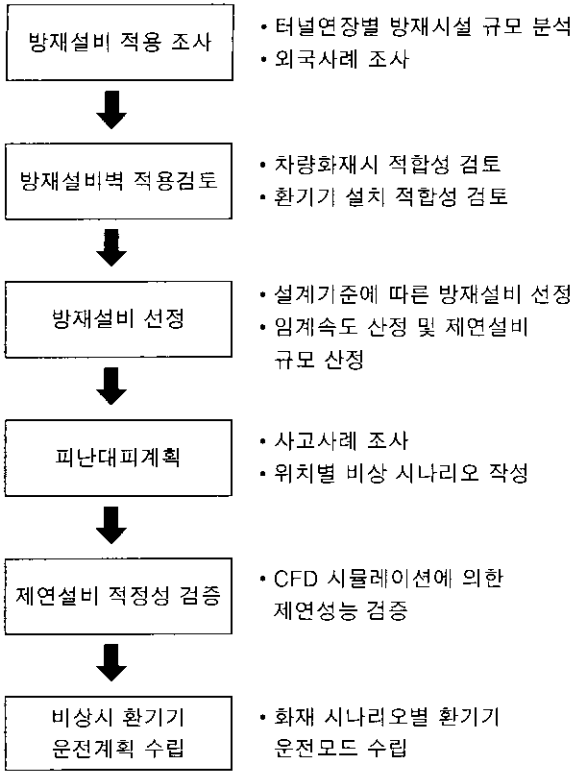 방재설비 적용 조사
• 터널연장별 방재시설 규모 분석
• 외국사례 조사
방재설비벽 적용검토
• 차량화재시 적합성 검토
• 환기기 설치 적합성 검토
방재설비 선정
• 설계기준에 따른 방재설비 선정
• 임계속도 산정 및 제연설비
규모 산정
피난대피계획
• 사고사례 조사
• 위치별 비상 시나리오 작성
제연설비 적정성 검증
• CFD 시뮬레이션에 의한
제연성능 검증
비상시 환기기
운전계획 수립
• 화재 시나리오별 환기기
운전모드 수립